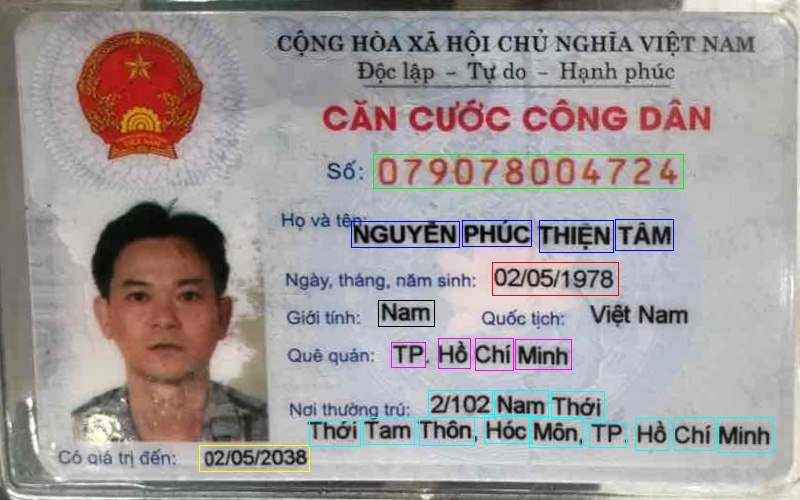 CỘNG HÒA XÃ HỘI CHỦ NGHĨA VIỆT NAM
Độc lập - Tự do - Hạnh phúc
CĂN CƯỚC CÔNG DÂN
Số: 079078004724
Họ và tên:
NGUYỄN PHÚC THIỆN TÂM
Ngày, tháng, năm sinh: 02/05/1978
Giới tính: Nam Quốc tịch: Việt Nam
Quê quán: TP. Hồ Chí Minh
Nơi thường trú: 2/102 Nam Thới
Thới Tam Thôn, Hóc Môn, TP. Hồ Chí Minh
Có giá trị đến: 02/05/2038